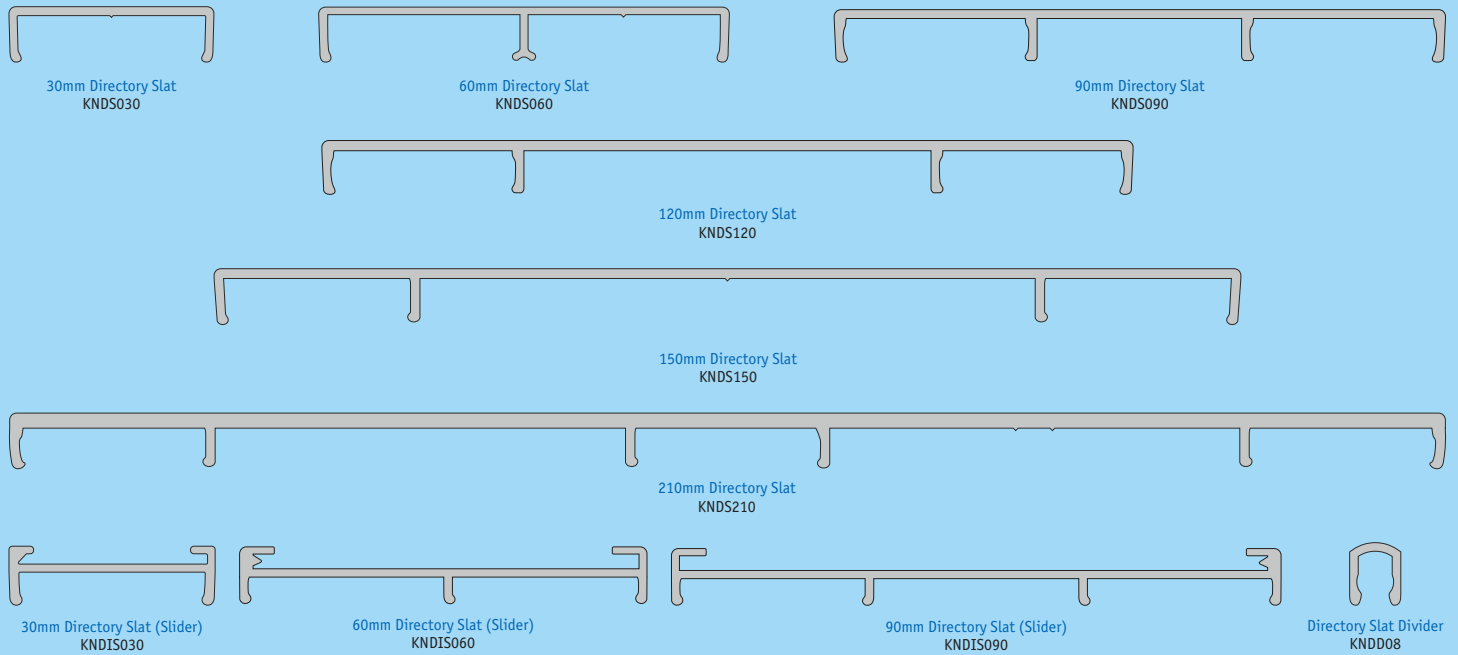 30mm Directory Slat
KNDS030
60mm Directory Slat
KNDS060
90mm Directory Slat
KNDS090
120mm Directory Slat
KNDS120
150mm Directory Slat
KNDS150
210mm Directory Slat
KNDS210
30mm Directory Slat (Slider)
KNDIS030
60mm Directory Slat (Slider)
KNDIS060
90mm Directory Slat (Slider)
KNDIS090
Directory Slat Divider
KNDD08